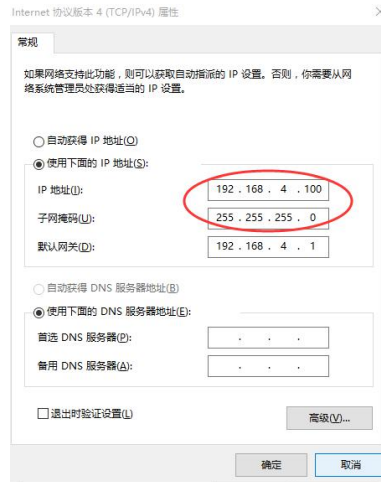 Internet 协议版本 4 (TCP/IPv4) 属性
常规
如果网络支持此功能，则可以获取自动指派的 IP 设置。否则，你需要从网
络系统管理员处获得适当的 IP 设置。
自动获得 IP 地址(O)
使用下面的 IP 地址(S):
IP 地址(I): 192 . 168 . 4 . 100
子网掩码(U): 255 . 255 . 255 . 0
默认网关(D): 192 . 168 . 4 . 1
自动获得 DNS 服务器地址(B)
使用下面的 DNS 服务器地址(E):
首选 DNS 服务器(P): . . .
备用 DNS 服务器(A): . . .
退出时验证设置(L)
高级(V)...
确定 取消